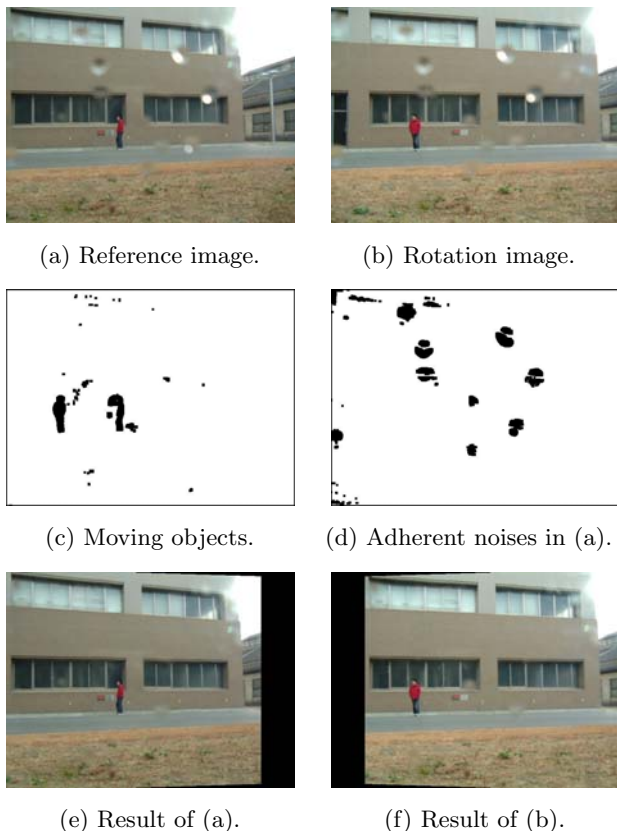 (a) Reference image.
(b) Rotation image.
(c) Moving objects.
(d) Adherent noises in (a).
(e) Result of (a).
(f) Result of (b).